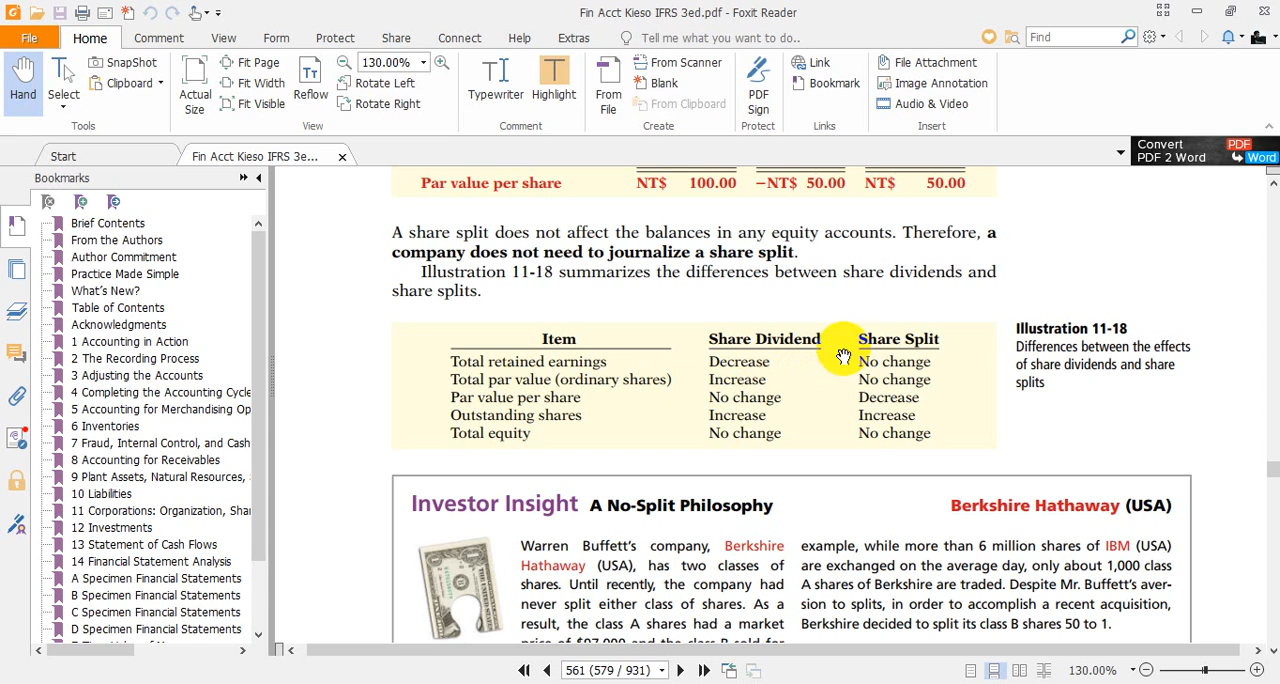 Fin Acct Kieso IFRS 3ed.pdf - Foxit Reader
File Home Comment View Form Protect Share Connect Help Extras Tell me what you want to do.. Find
Hand
Select
SnapShot
Clipboard
Tools
Actual Size
Fit Page
Fit Width
Fit Visible
Reflow
130.00%
Rotate Left
Rotate Right
View
Typewriter
Highlight
Comment
From File
From Scanner
Blank
From Clipboard
Create
PDF Sign
Protect
Link
Bookmark
Links
File Attachment
Image Annotation
Audio & Video
Insert
Start
Fin Acct Kieso IFRS 3e...
Convert PDF
PDF 2 Word Word
Bookmarks
Brief Contents
From the Authors
Author Commitment
Practice Made Simple
What's New?
Table of Contents
Acknowledgments
1 Accounting in Action
2 The Recording Process
3 Adjusting the Accounts
4 Completing the Accounting Cycle
5 Accounting for Merchandising Op
6 Inventories
7 Fraud, Internal Control, and Cash
8 Accounting for Receivables
9 Plant Assets, Natural Resources,
10 Liabilities
11 Corporations: Organization, Sha
12 Investments
13 Statement of Cash Flows
14 Financial Statement Analysis
A Specimen Financial Statements
B Specimen Financial Statements
C Specimen Financial Statements
D Specimen Financial Statements
Par value per share NT$ 100.00 −NT$ 50.00 NT$ 50.00
A share split does not affect the balances in any equity accounts. Therefore, a
company does not need to journalize a share split.
Illustration 11-18 summarizes the differences between share dividends and
share splits.
Item Share Dividend Share Split
Total retained earnings Decrease No change
Total par value (ordinary shares) Increase No change
Par value per share No change Decrease
Outstanding shares Increase Increase
Total equity No change No change
Illustration 11-18
Differences between the effects
of share dividends and share
splits
Investor Insight A No-Split Philosophy Berkshire Hathaway (USA)
Warren Buffett's company, Berkshire
Hathaway (USA), has two classes of
shares. Until recently, the company had
never split either class of shares. As a
result, the class A shares had a market
price of $97,000 and the class B sold for
example, while more than 6 million shares of IBM (USA)
are exchanged on the average day, only about 1,000 class
A shares of Berkshire are traded. Despite Mr. Buffett's aver-
sion to splits, in order to accomplish a recent acquisition,
Berkshire decided to split its class B shares 50 to 1.
561 (579 / 931)
130.00%